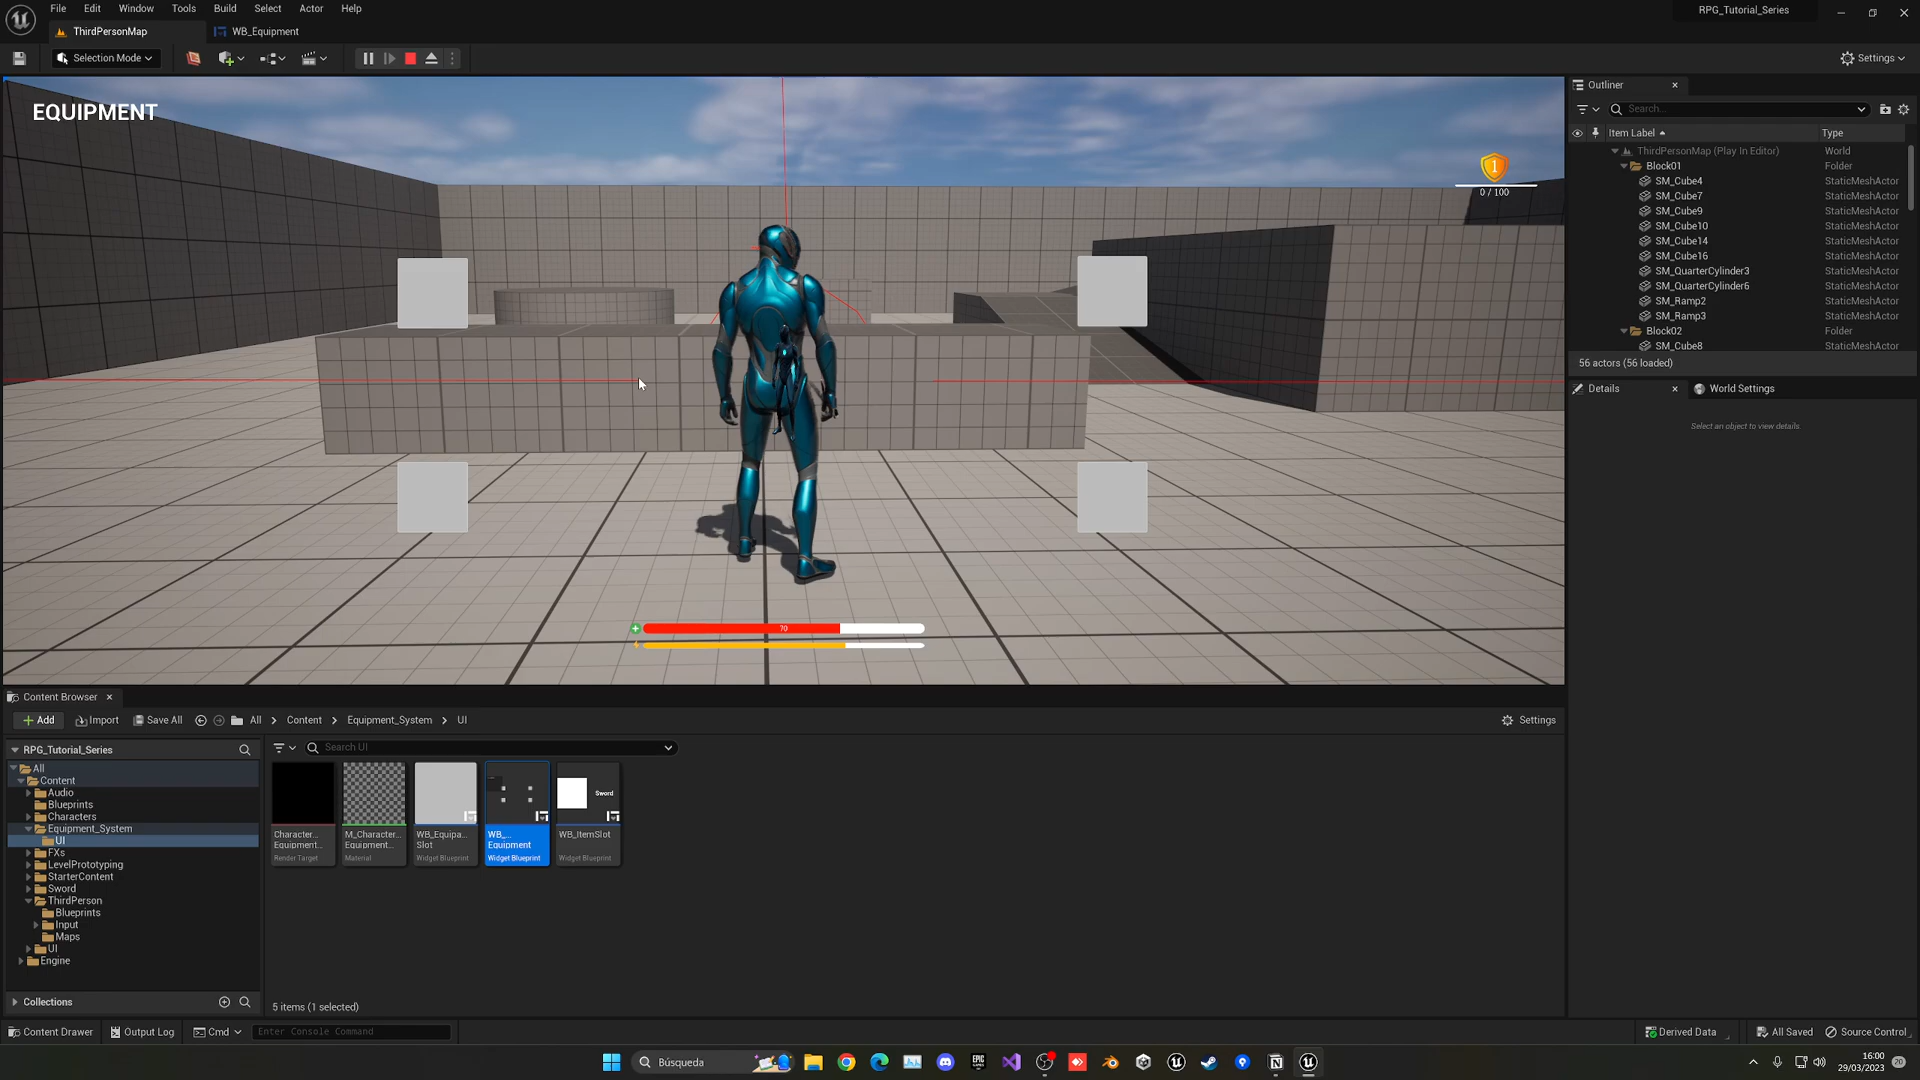 File Edit Window Tools Build Select Actor Help
RPG_Tutorial_Series
ThirdPersonMap
WB_Equipment
Selection Mode
Settings
EQUIPMENT
1
0 / 100
70
Outliner
Search...
Item Label
Type
ThirdPersonMap (Play In Editor) World
Block01 Folder
SM_Cube4 StaticMeshActor
SM_Cube7 StaticMeshActor
SM_Cube9 StaticMeshActor
SM_Cube10 StaticMeshActor
SM_Cube14 StaticMeshActor
SM_Cube16 StaticMeshActor
SM_QuarterCylinder3 StaticMeshActor
SM_QuarterCylinder6 StaticMeshActor
SM_Ramp2 StaticMeshActor
SM_Ramp3 StaticMeshActor
Block02 Folder
SM_Cube8 StaticMeshActor
56 actors (56 loaded)
Details
World Settings
Select an object to view details.
Content Browser
Add Import Save All All > Content > Equipment_System > UI
Settings
RPG_Tutorial_Series
Search UI
All
Content
Audio
Blueprints
Characters
Equipment_System
UI
FXs
LevelPrototyping
StarterContent
Sword
ThirdPerson
Blueprints
Input
Maps
UI
Engine
Collections
Character...
Equipment...
Render Target
M_Character...
Equipment...
Material
WB_Equipa...
Slot
Widget Blueprint
WB_...
Equipment
Widget Blueprint
Sword
WB_ItemSlot
Widget Blueprint
5 items (1 selected)
Content Drawer Output Log Cmd Enter Console Command
Derived Data All Saved Source Control
Búsqueda
EPIC
GAMES
16:00
29/03/2023
20